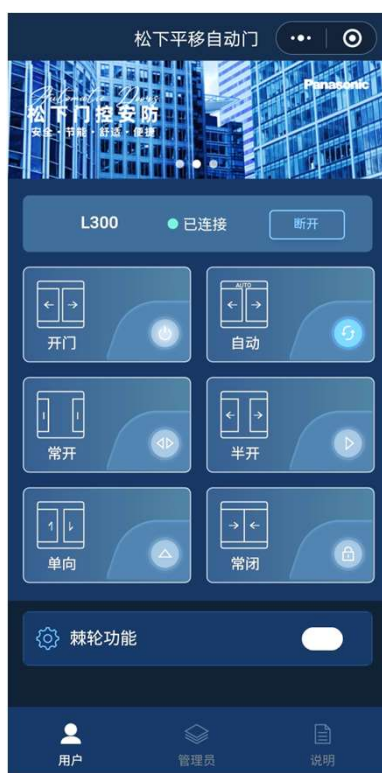 松下平移自动门
Automatic Doors
Panasonic
松下门控安防
安全·节能·舒适·便捷
L300
已连接
断开
开门
AUTO
自动
常开
半开
单向
常闭
棘轮功能
用户
管理员
说明